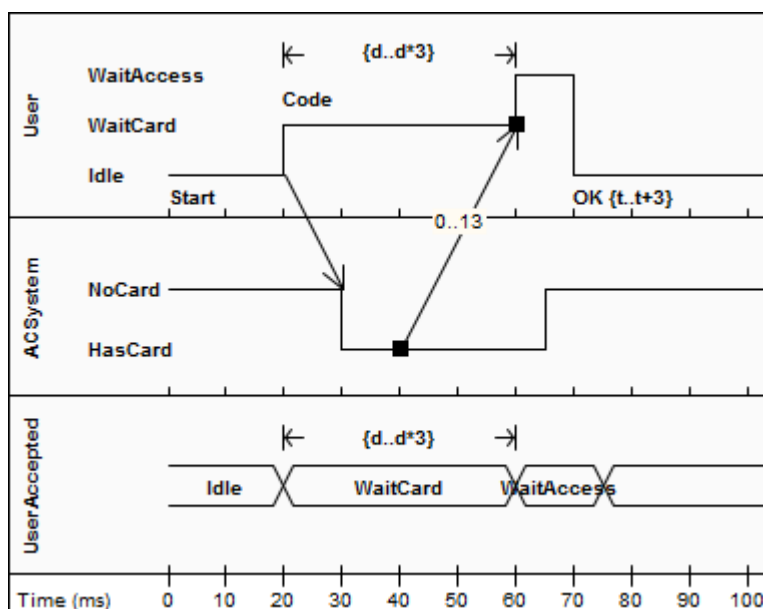 {d..d*3}
WaitAccess
Code
WaitCard
Idle
Start
OK {t..t+3}
User
0..13
NoCard
HasCard
ACSystem
{d..d*3}
Idle
WaitCard
WaitAccess
UserAccepted
Time (ms) 0 10 20 30 40 50 60 70 80 90 100